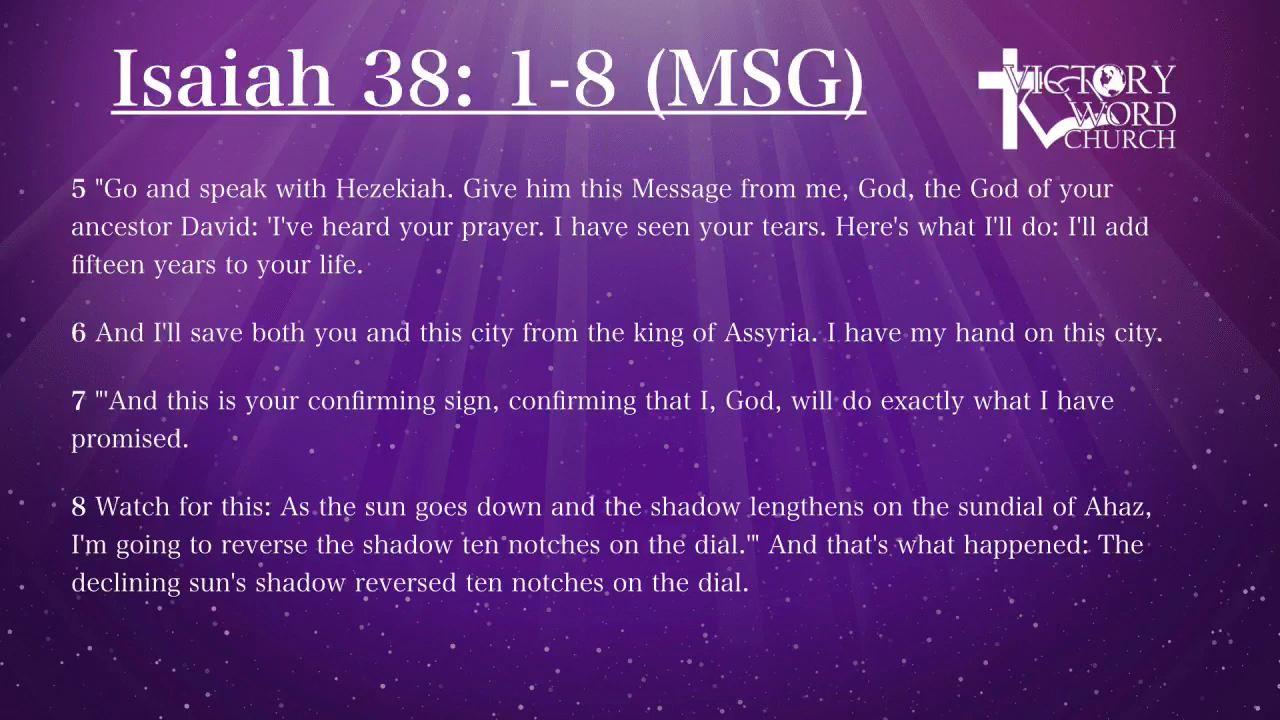 Isaiah 38: 1-8 (MSG)
VICTORY
WORD
CHURCH
5 "Go and speak with Hezekiah. Give him this Message from me, God, the God of your
ancestor David: 'I've heard your prayer. I have seen your tears. Here's what I'll do: I'll add
fifteen years to your life.
6 And I'll save both you and this city from the king of Assyria. I have my hand on this city.
7 "'And this is your confirming sign, confirming that I, God, will do exactly what I have
promised.
8 Watch for this: As the sun goes down and the shadow lengthens on the sundial of Ahaz,
I'm going to reverse the shadow ten notches on the dial.'" And that's what happened: The
declining sun's shadow reversed ten notches on the dial.